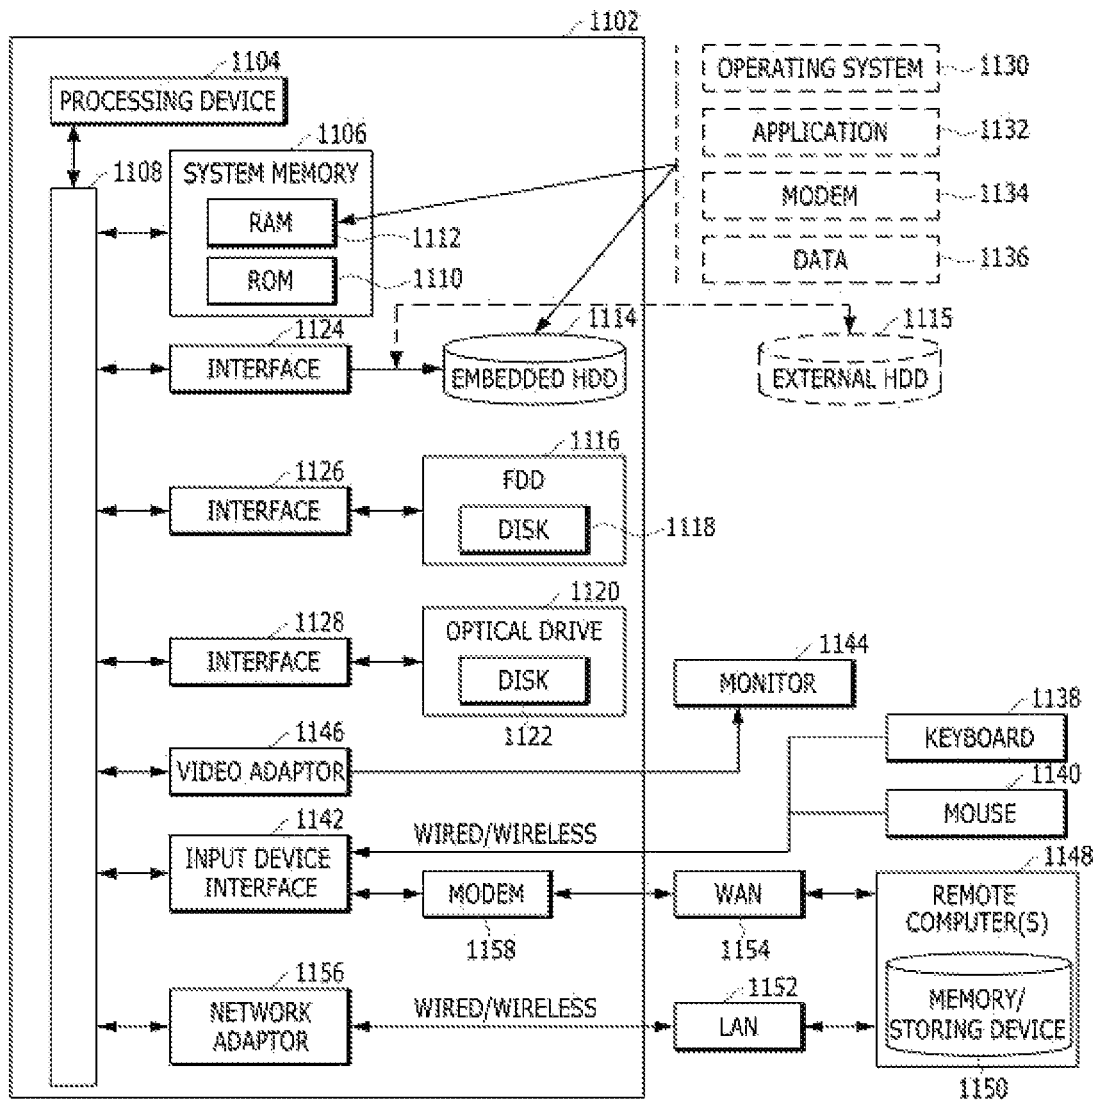 1102
1104
PROCESSING DEVICE
OPERATING SYSTEM
1130
1106
SYSTEM MEMORY
APPLICATION
1132
1108
RAM
1112
MODEM
1134
ROM
1110
DATA
1136
1124
INTERFACE
1114
EMBEDDED HDD
1115
EXTERNAL HDD
1126
INTERFACE
1116
FDD
DISK
1118
1128
INTERFACE
1120
OPTICAL DRIVE
DISK
1122
1144
MONITOR
1138
KEYBOARD
1146
VIDEO ADAPTOR
1140
MOUSE
1142
INPUT DEVICE
INTERFACE
WIRED/WIRELESS
MODEM
1158
WAN
1154
1148
REMOTE
COMPUTER(S)
1156
NETWORK
ADAPTOR
WIRED/WIRELESS
1152
LAN
MEMORY/
STORING DEVICE
1150